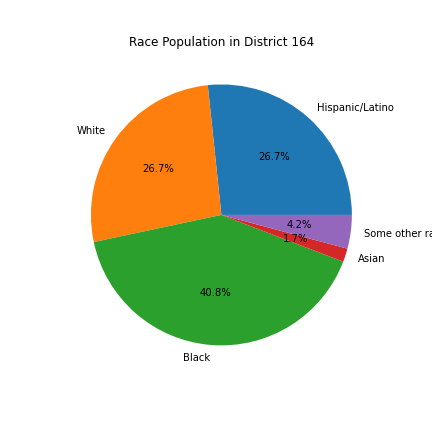 Race Population in District 164
Hispanic/Latino
White
26.7%
26.7%
4.2%
Some other ra
1.7%
Asian
40.8%
Black